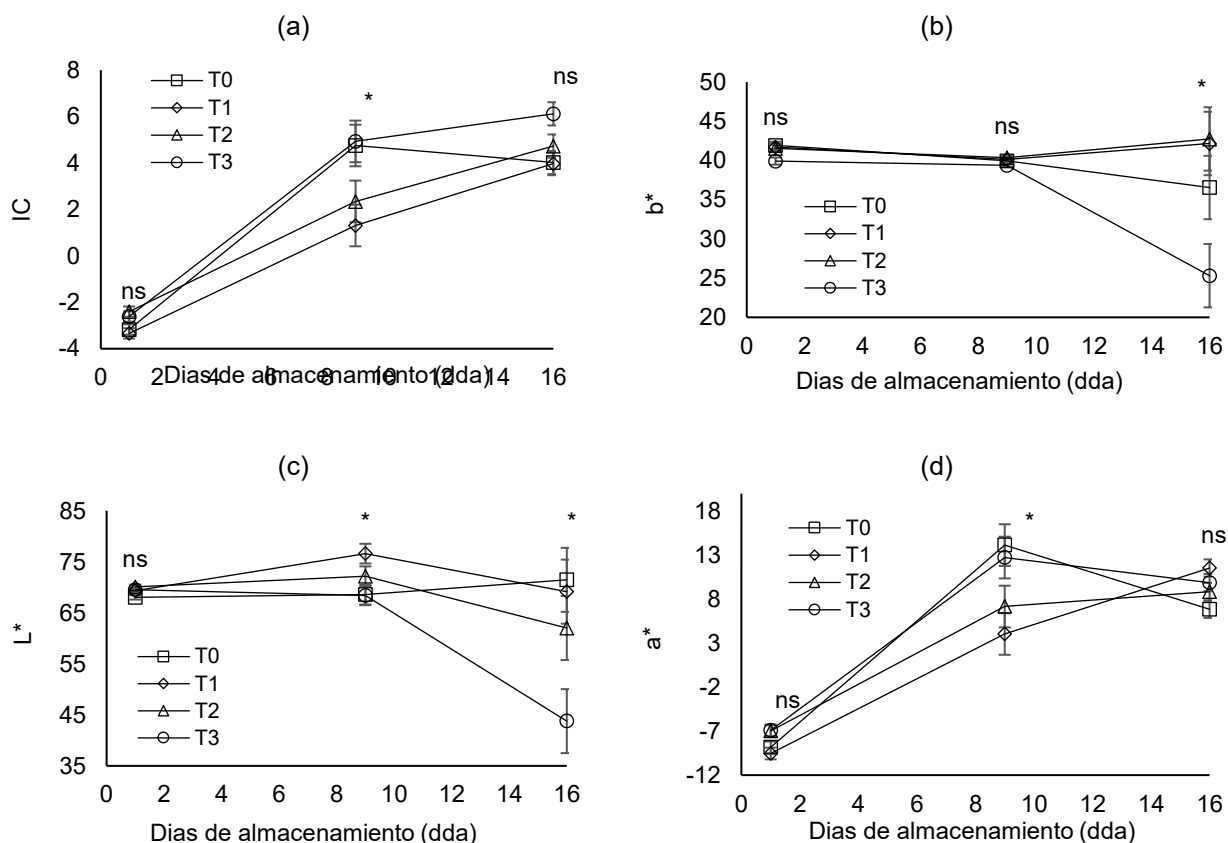 (a)
8
6
4
2
0
-2
-4
IC
T0
T1
T2
T3
ns
*
ns
0 2 4 6 8 10 12 14 16
Dias de almacenamiento (dda)
(b)
50
45
40
35
30
25
20
b*
ns
ns
*
T0
T1
T2
T3
0 2 4 6 8 10 12 14 16
Dias de almacenamiento (dda)
(c)
85
75
65
55
45
35
L*
ns
*
*
T0
T1
T2
T3
0 2 4 6 8 10 12 14 16
Dias de almacenamiento (dda)
(d)
18
13
8
3
-2
-7
-12
a*
T0
T1
T2
T3
ns
*
ns
0 2 4 6 8 10 12 14 16
Dias de almacenamiento (dda)